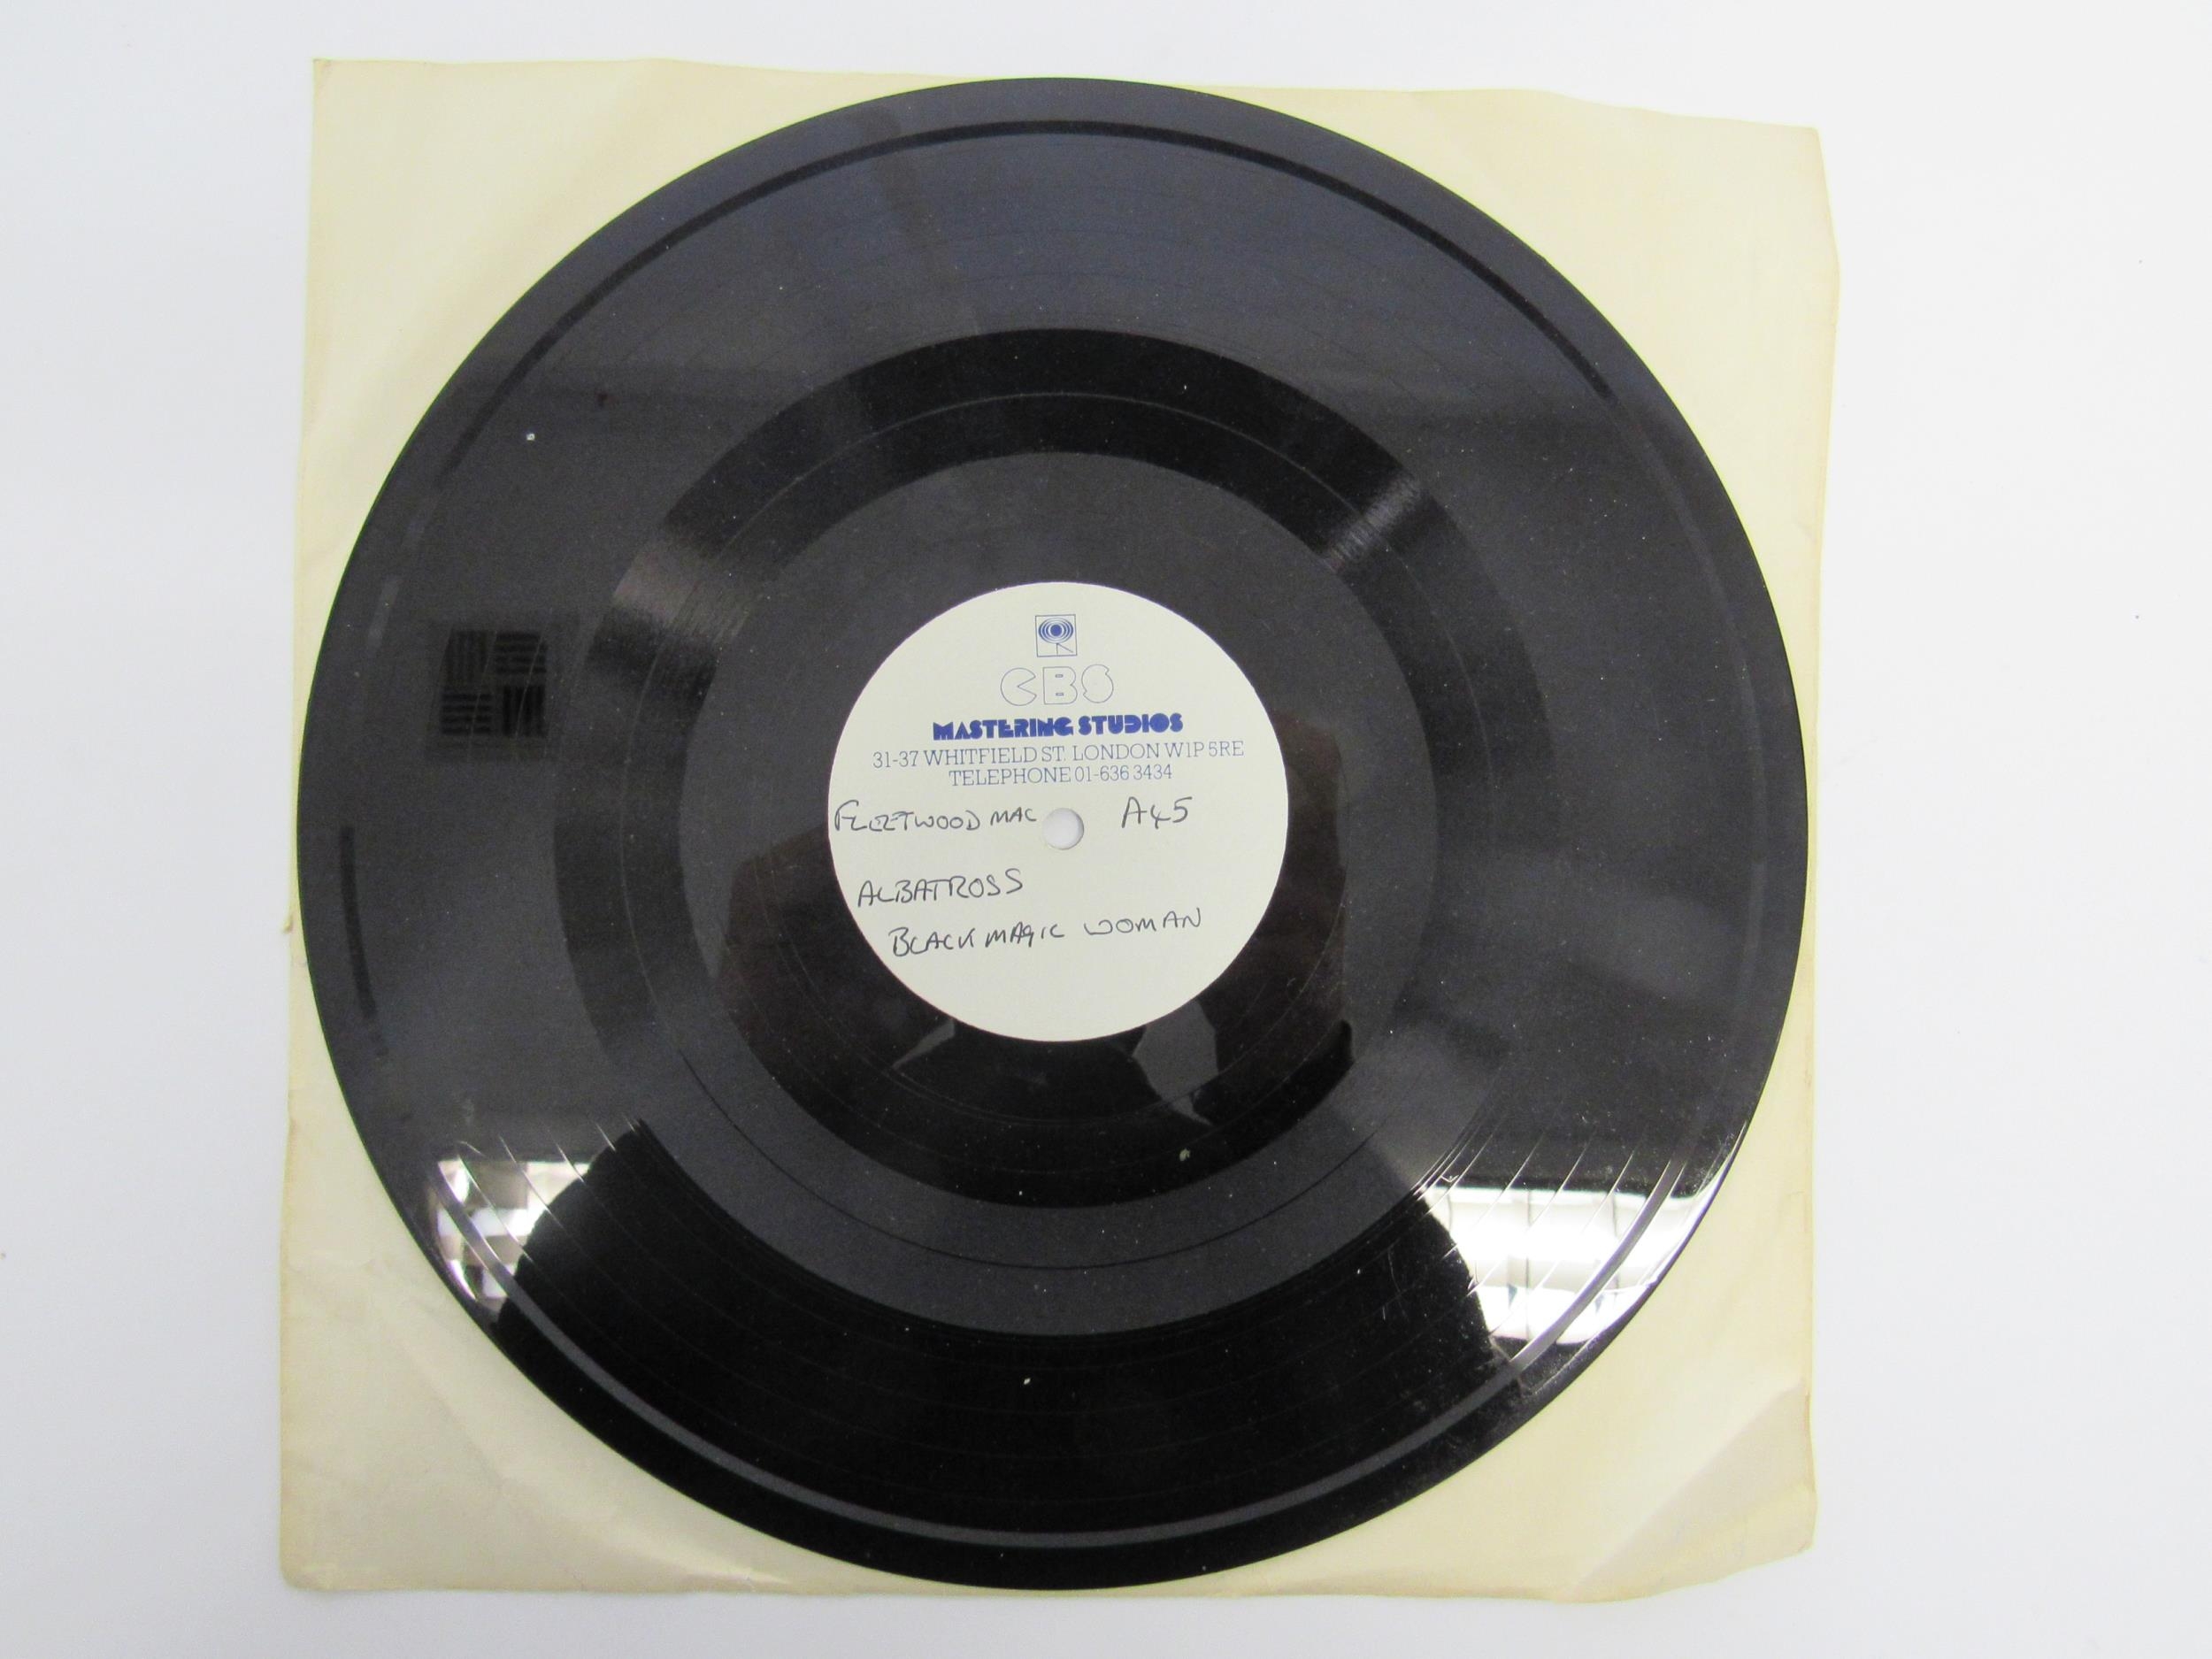 CBS
MASTERING STUDIOS
31-37 WHITFIELD ST. LONDON W1P 5RE
TELEPHONE 01-636 3434
FLEETWOOD MAC A45
ALBATROSS
BLACK MAGIC WOMAN